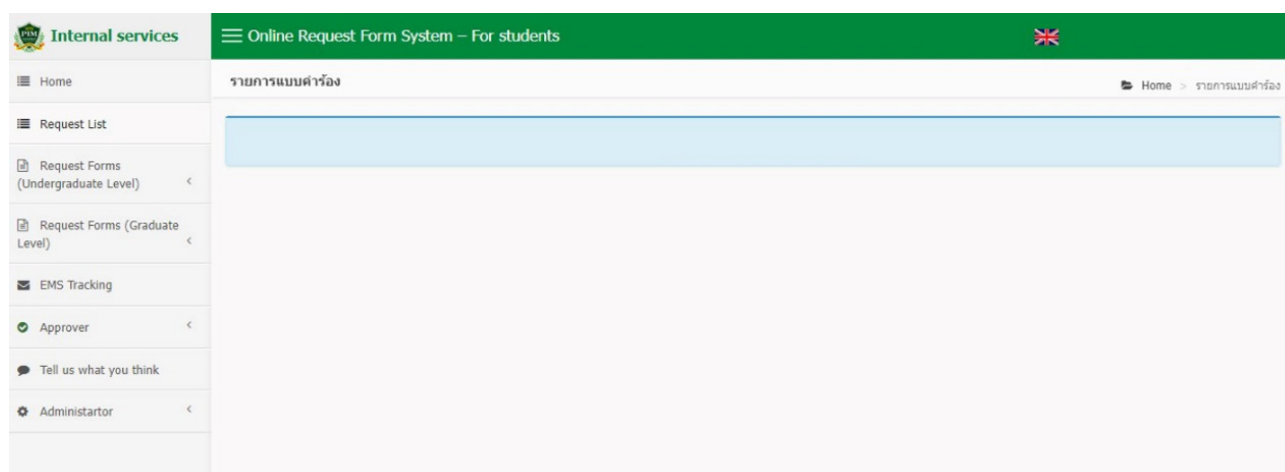 PIM
Internal services
Online Request Form System – For students
Home
Request List
Request Forms
(Undergraduate Level)
Request Forms (Graduate
Level)
EMS Tracking
Approver
Tell us what you think
Administartor
รายการแบบคำร้อง
Home > รายการแบบคำร้อง